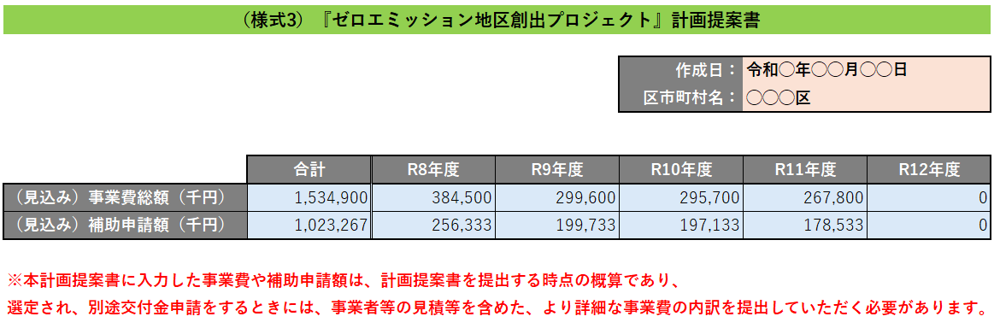 （様式3）『ゼロエミッション地区創出プロジェクト』計画提案書
作成日： 令和○年○○月○○日
区市町村名： ○○○区
合計 R8年度 R9年度 R10年度 R11年度 R12年度
（見込み）事業費総額（千円） 1,534,900 384,500 299,600 295,700 267,800 0
（見込み）補助申請額（千円） 1,023,267 256,333 199,733 197,133 178,533 0
※本計画提案書に入力した事業費や補助申請額は、計画提案書を提出する時点の概算であり、
選定され、別途交付金申請をするときには、事業者等の見積等を含めた、より詳細な事業費の内訳を提出していただく必要があります。